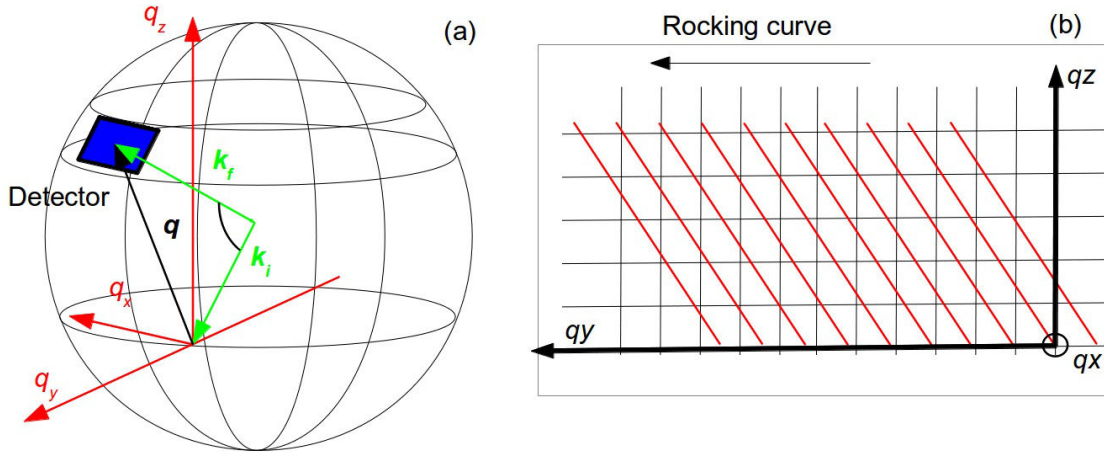 (a)
q_z
Detector
k_f
q
k_i
q_x
q_y
Rocking curve
(b)
qz
qy
qx